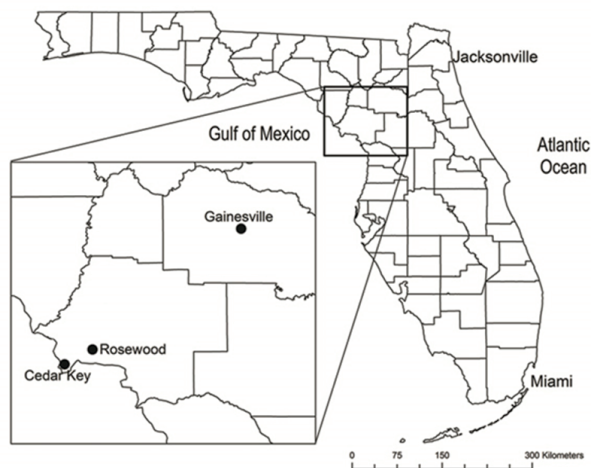 Jacksonville
Gulf of Mexico
Atlantic
Ocean
Gainesville
Rosewood
Cedar Key
Miami
0 75 150 300 Kilometers